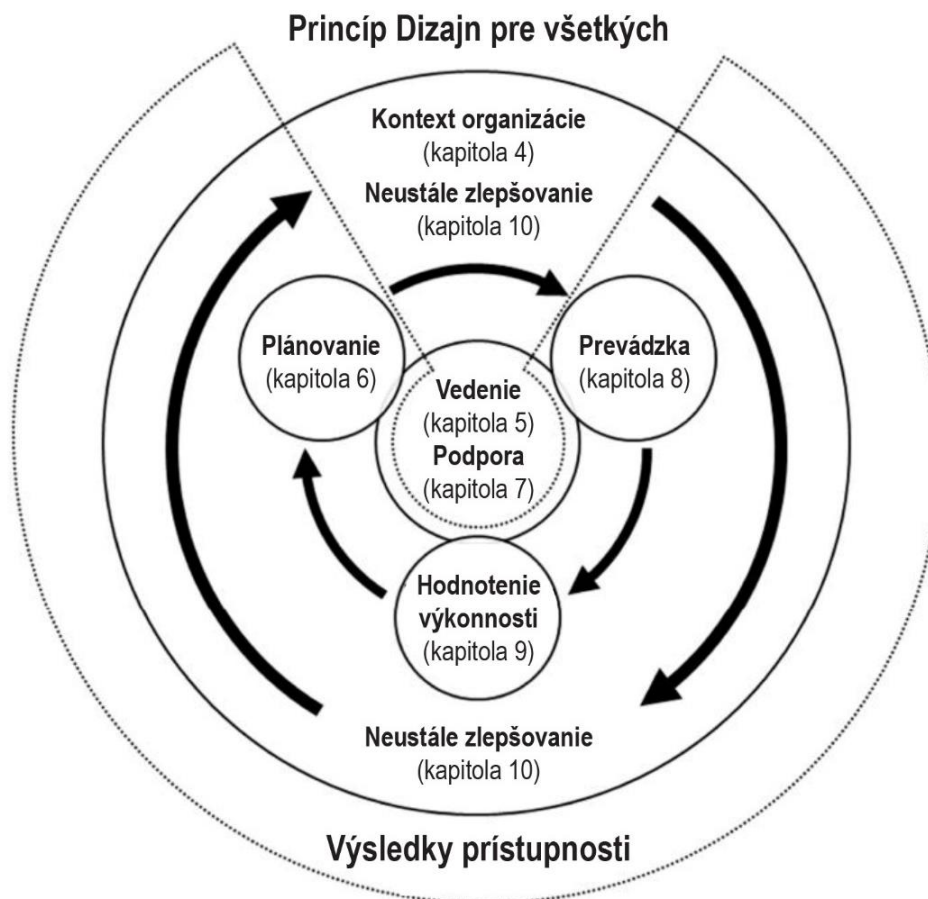 Princíp Dizajn pre všetkých
Kontext organizácie
(kapitola 4)
Neustále zlepšovanie
(kapitola 10)
Plánovanie
(kapitola 6)
Prevádzka
(kapitola 8)
Vedenie
(kapitola 5)
Podpora
(kapitola 7)
Hodnotenie
výkonnosti
(kapitola 9)
Neustále zlepšovanie
(kapitola 10)
Výsledky prístupnosti